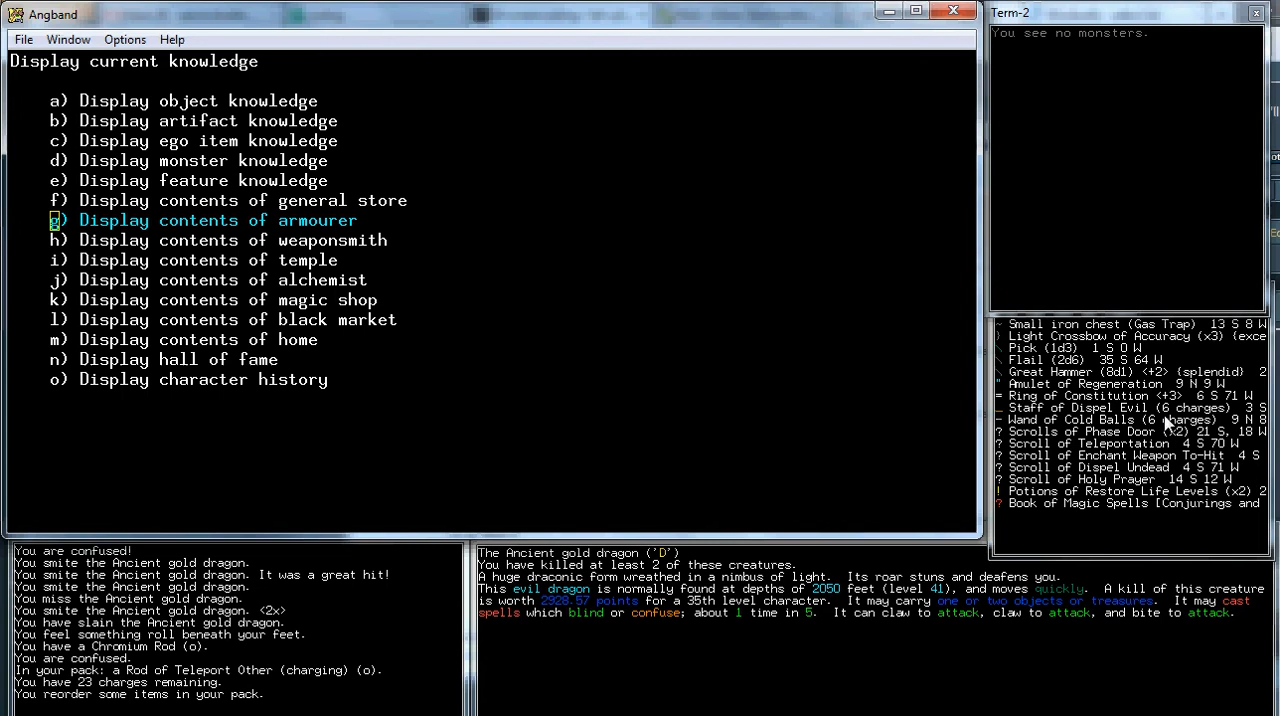 Angband
File Window Options Help
Display current knowledge
a) Display object knowledge
b) Display artifact knowledge
c) Display ego item knowledge
d) Display monster knowledge
e) Display feature knowledge
f) Display contents of general store
g) Display contents of armourer
h) Display contents of weaponsmith
i) Display contents of temple
j) Display contents of alchemist
k) Display contents of magic shop
l) Display contents of black market
m) Display contents of home
n) Display hall of fame
o) Display character history
Term-2
You see no monsters.
~ Small iron chest (Gas Trap) 13 S 8 W
} Light Crossbow of Accuracy (x3) {exce
\ Pick (1d3) 1 S 0 W
\ Flail (2d6) 35 S 64 W
\ Great Hammer (8d1) <+2> {splendid} 2
" Amulet of Regeneration 9 N 9 W
= Ring of Constitution <+3> 6 S 71 W
_ Staff of Dispel Evil (6 charges) 3 S
- Wand of Cold Balls (6 charges) 9 N 8
? Scrolls of Phase Door (x2) 21 S, 18 W
? Scroll of Teleportation 4 S 70 W
? Scroll of Enchant Weapon To-Hit 4 S
? Scroll of Dispel Undead 4 S 71 W
? Scroll of Holy Prayer 14 S 12 W
! Potions of Restore Life Levels (x2) 2
? Book of Magic Spells [Conjurings and
You are confused!
You smite the Ancient gold dragon.
You smite the Ancient gold dragon. It was a great hit!
You smite the Ancient gold dragon.
You miss the Ancient gold dragon.
You smite the Ancient gold dragon. <2x>
You have slain the Ancient gold dragon.
You feel something roll beneath your feet.
You have a Chromium Rod (o).
You are confused.
In your pack: a Rod of Teleport Other (charging) (o).
You have 23 charges remaining.
You reorder some items in your pack.
The Ancient gold dragon ('D')
You have killed at least 2 of these creatures.
A huge draconic form wreathed in a nimbus of light. Its roar stuns and deafens you.
This evil dragon is normally found at depths of 2050 feet (level 41), and moves quickly. A kill of this creature
is worth 2928.57 points for a 35th level character. It may carry one or two objects or treasures. It may cast
spells which blind or confuse; about 1 time in 5. It can claw to attack, claw to attack, and bite to attack.